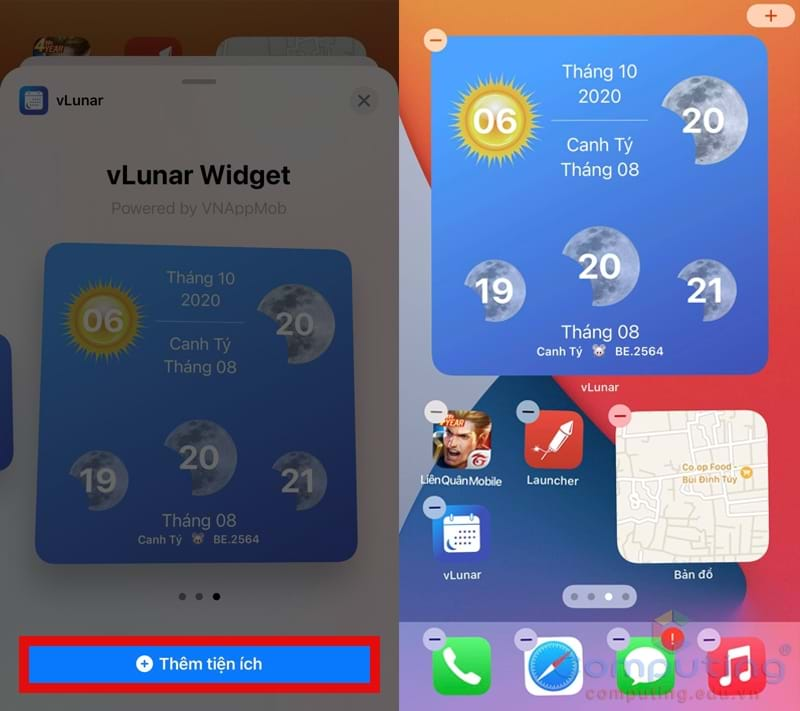 4th
YEAR
vLunar
vLunar Widget
Powered by VNAppMob
06
Tháng 10
2020
20
Canh Tý
Tháng 08
19
20
21
Tháng 08
Canh Tý BE.2564
Thêm tiện ích
06
Tháng 10
2020
20
Canh Tý
Tháng 08
19
20
21
Tháng 08
Canh Tý BE.2564
vLunar
YEAR
Liên Quân Mobile
Launcher
Co.op Food -
Bùi Đình Túy
vLunar
Bản đồ
!
Computing®
computing.edu.vn